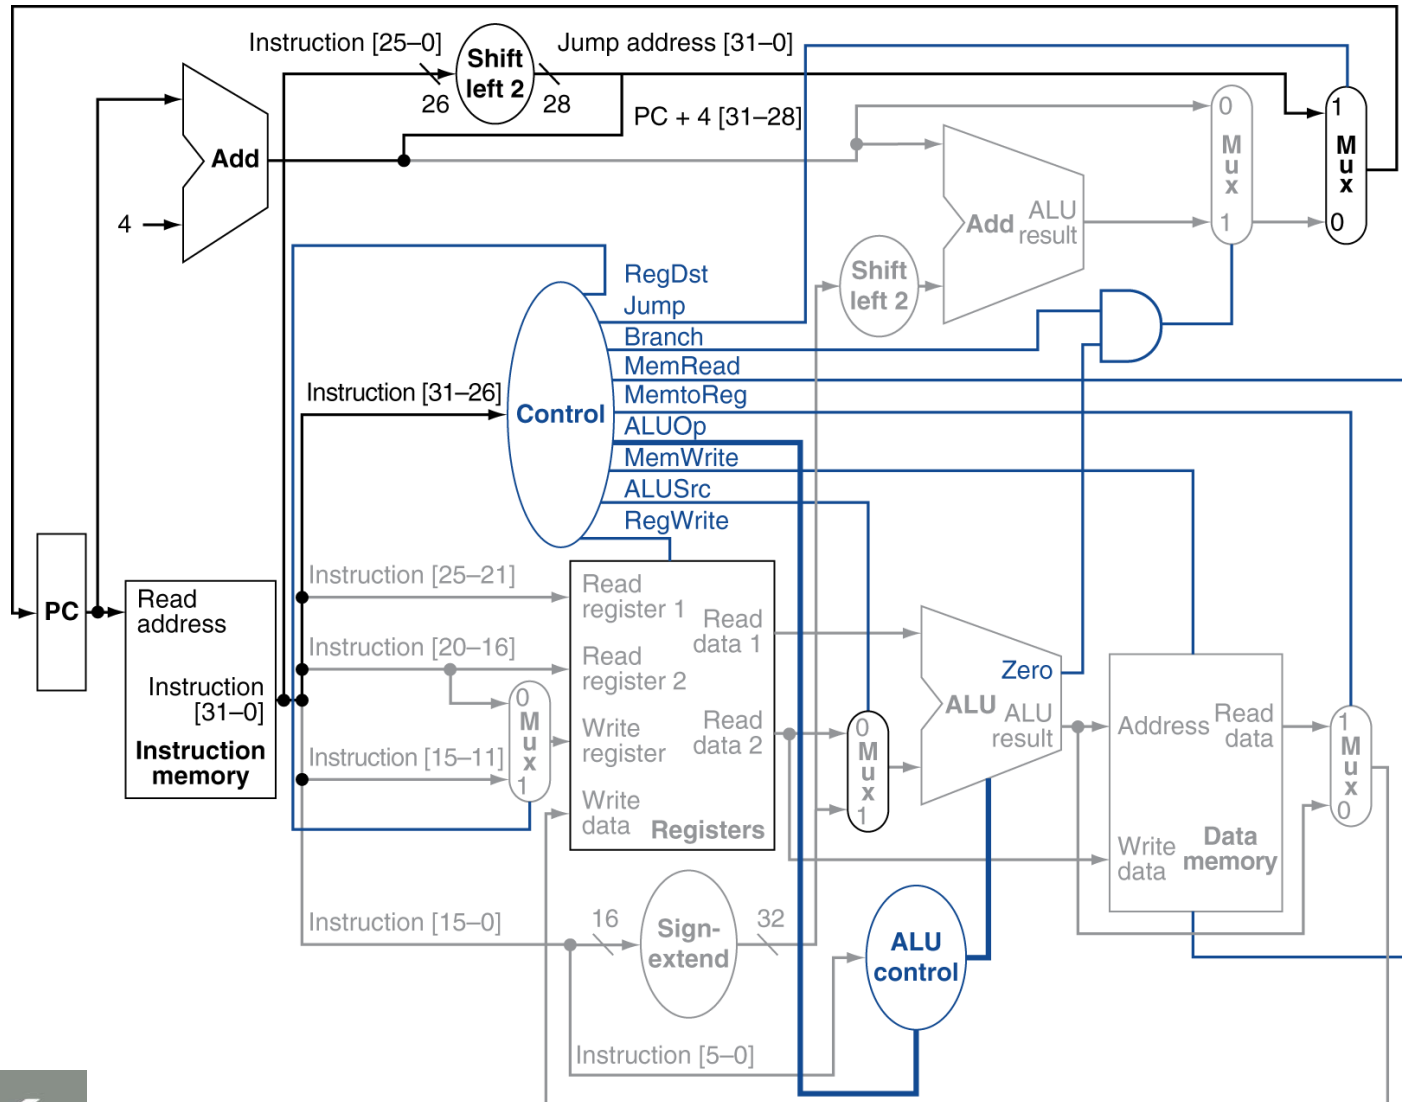 Instruction [25–0]
Shift
left 2
Jump address [31–0]
26
28
PC + 4 [31–28]
Add
4
0
M
u
x
1
1
M
u
x
0
Add
ALU
result
Shift
left 2
RegDst
Jump
Branch
MemRead
MemtoReg
ALUOp
MemWrite
ALUSrc
RegWrite
Instruction [31–26]
Control
PC
Read
address
Instruction
[31–0]
Instruction
memory
Instruction [25–21]
Instruction [20–16]
Instruction [15–11]
0
M
u
x
1
Read
register 1
Read
register 2
Write
register
Write
data
Read
data 1
Read
data 2
Registers
0
M
u
x
1
Zero
ALU
ALU
result
Address
Read
data
Write
data
Data
memory
1
M
u
x
0
Instruction [15–0]
16
Sign-
extend
32
ALU
control
Instruction [5–0]